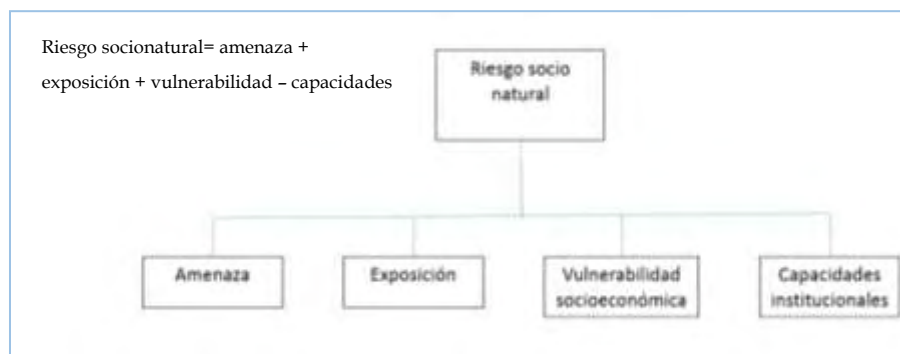 Riesgo socionatural= amenaza +
exposición + vulnerabilidad – capacidades
Riesgo socio
natural
Amenaza
Exposición
Vulnerabilidad
socioeconómica
Capacidades
institucionales